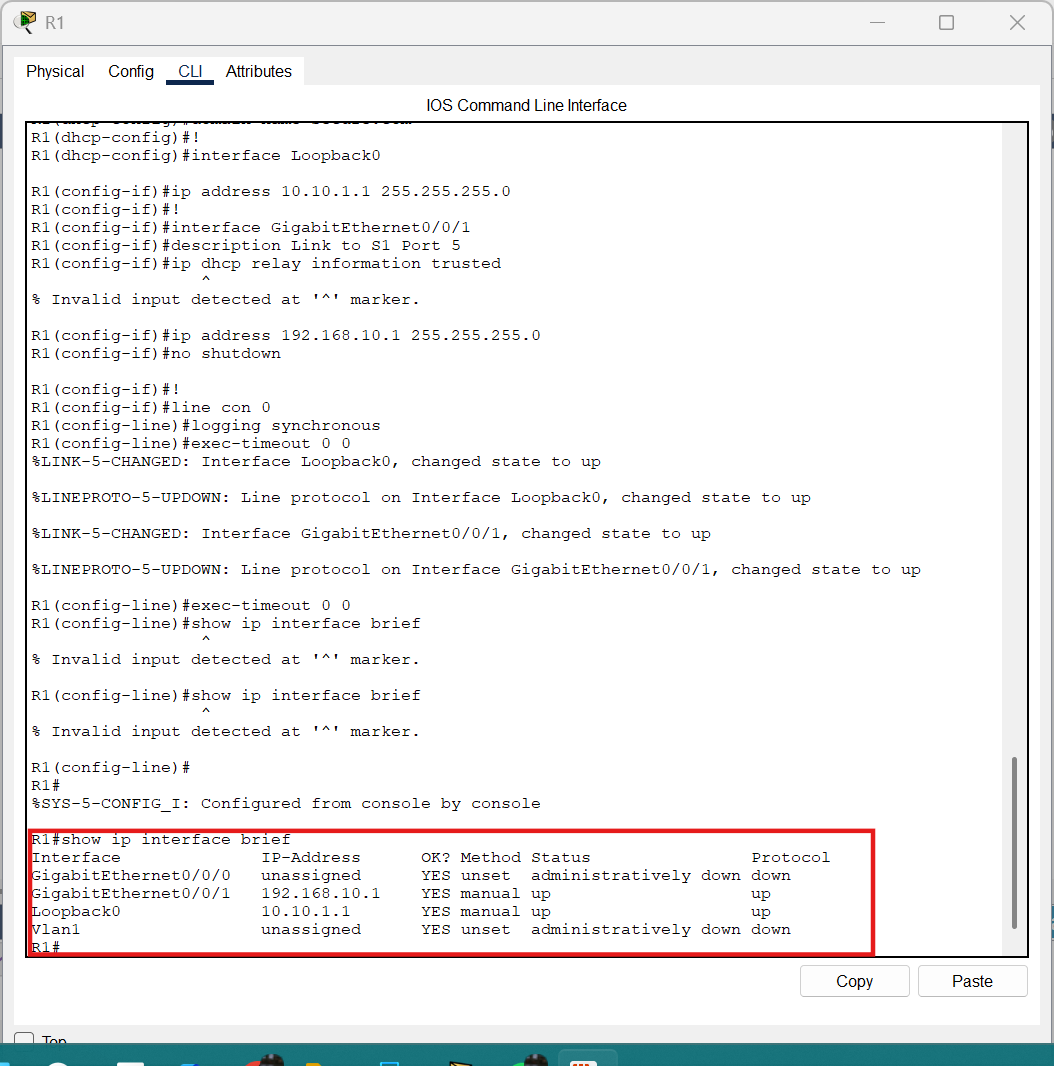 R1
Physical Config CLI Attributes
IOS Command Line Interface
R1(dhcp-config)#!
R1(dhcp-config)#interface Loopback0
R1(config-if)#ip address 10.10.1.1 255.255.255.0
R1(config-if)#!
R1(config-if)#interface GigabitEthernet0/0/1
R1(config-if)#description Link to S1 Port 5
R1(config-if)#ip dhcp relay information trusted
^
% Invalid input detected at '^' marker.
R1(config-if)#ip address 192.168.10.1 255.255.255.0
R1(config-if)#no shutdown
R1(config-if)#!
R1(config-if)#line con 0
R1(config-line)#logging synchronous
R1(config-line)#exec-timeout 0 0
%LINK-5-CHANGED: Interface Loopback0, changed state to up
%LINEPROTO-5-UPDOWN: Line protocol on Interface Loopback0, changed state to up
%LINK-5-CHANGED: Interface GigabitEthernet0/0/1, changed state to up
%LINEPROTO-5-UPDOWN: Line protocol on Interface GigabitEthernet0/0/1, changed state to up
R1(config-line)#exec-timeout 0 0
R1(config-line)#show ip interface brief
^
% Invalid input detected at '^' marker.
R1(config-line)#show ip interface brief
^
% Invalid input detected at '^' marker.
R1(config-line)#
R1#
%SYS-5-CONFIG_I: Configured from console by console
R1#show ip interface brief
Interface IP-Address OK? Method Status Protocol
GigabitEthernet0/0/0 unassigned YES unset administratively down down
GigabitEthernet0/0/1 192.168.10.1 YES manual up up
Loopback0 10.10.1.1 YES manual up up
Vlan1 unassigned YES unset administratively down down
R1#
Copy Paste
Top